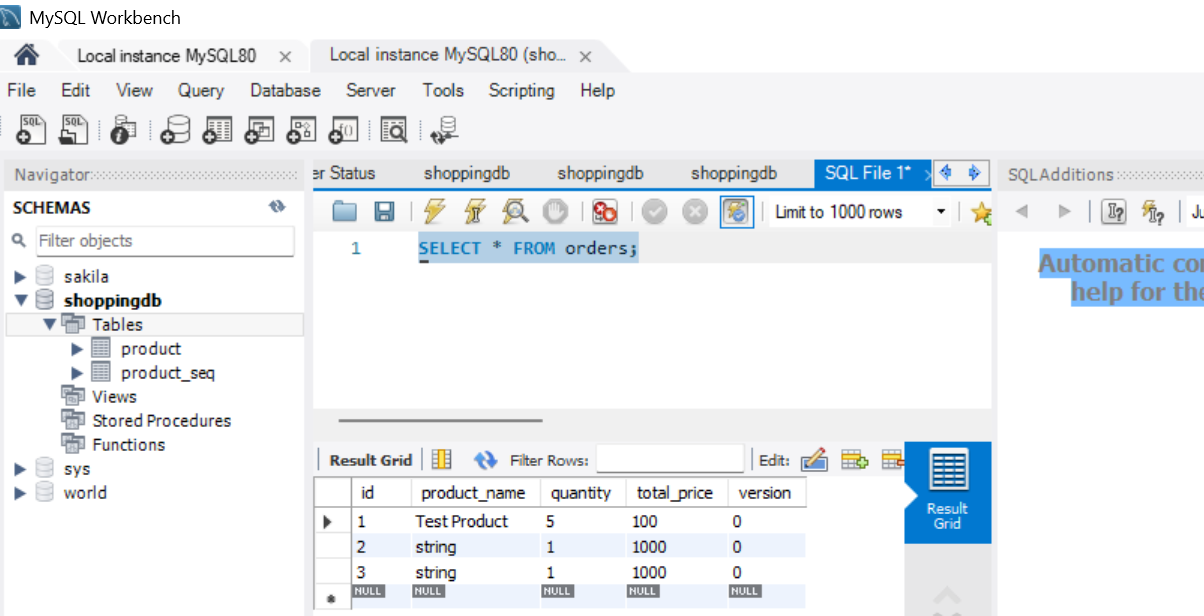 MySQL Workbench
Local instance MySQL80
Local instance MySQL80 (sho...
File Edit View Query Database Server Tools Scripting Help
Navigator
SCHEMAS
Filter objects
sakila
shoppingdb
Tables
product
product_seq
Views
Stored Procedures
Functions
sys
world
er Status shoppingdb shoppingdb shoppingdb SQL File 1*
Limit to 1000 rows
1 SELECT * FROM orders;
Result Grid Filter Rows: Edit:
id product_name quantity total_price version
1 Test Product 5 100 0
2 string 1 1000 0
3 string 1 1000 0
NULL NULL NULL NULL NULL
Result
Grid
SQLAdditions
Ju
Automatic co
help for the